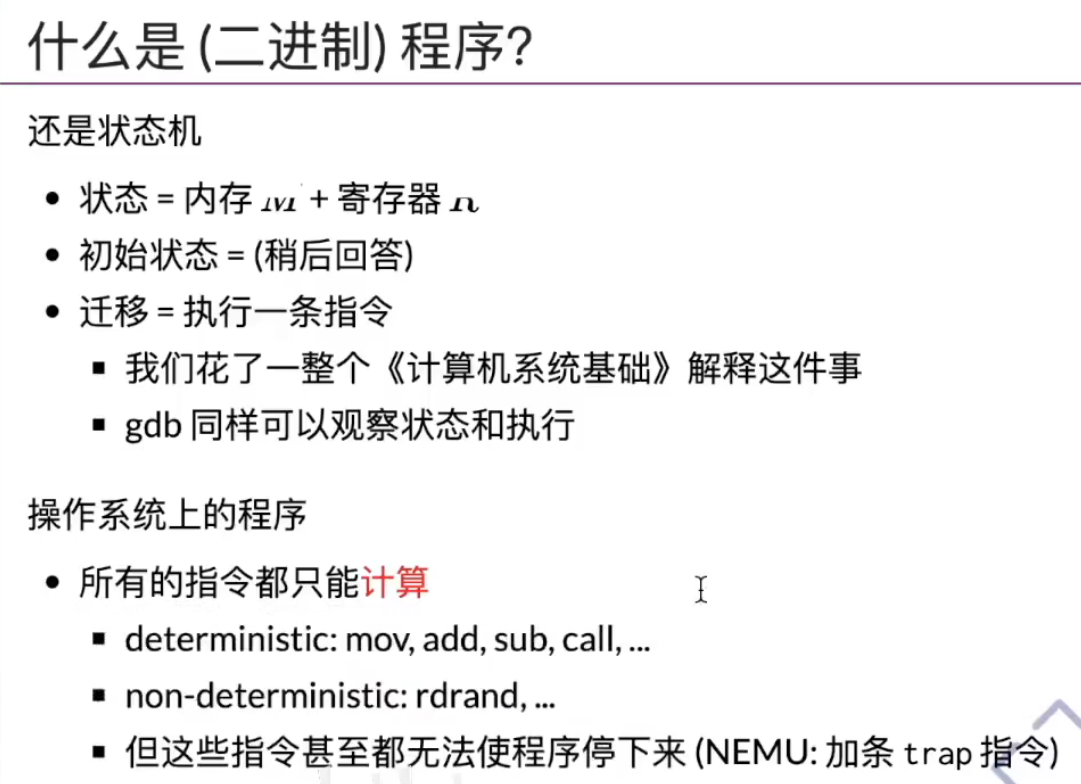 什么是 (二进制) 程序?
还是状态机
• 状态 = 内存 M + 寄存器 R
• 初始状态 = (稍后回答)
• 迁移 = 执行一条指令
▪ 我们花了一整个《计算机系统基础》解释这件事
▪ gdb 同样可以观察状态和执行
操作系统上的程序
• 所有的指令都只能计算
▪ deterministic: mov, add, sub, call, ...
▪ non-deterministic: rdrand, ...
▪ 但这些指令甚至都无法使程序停下来 (NEMU: 加条 trap 指令)